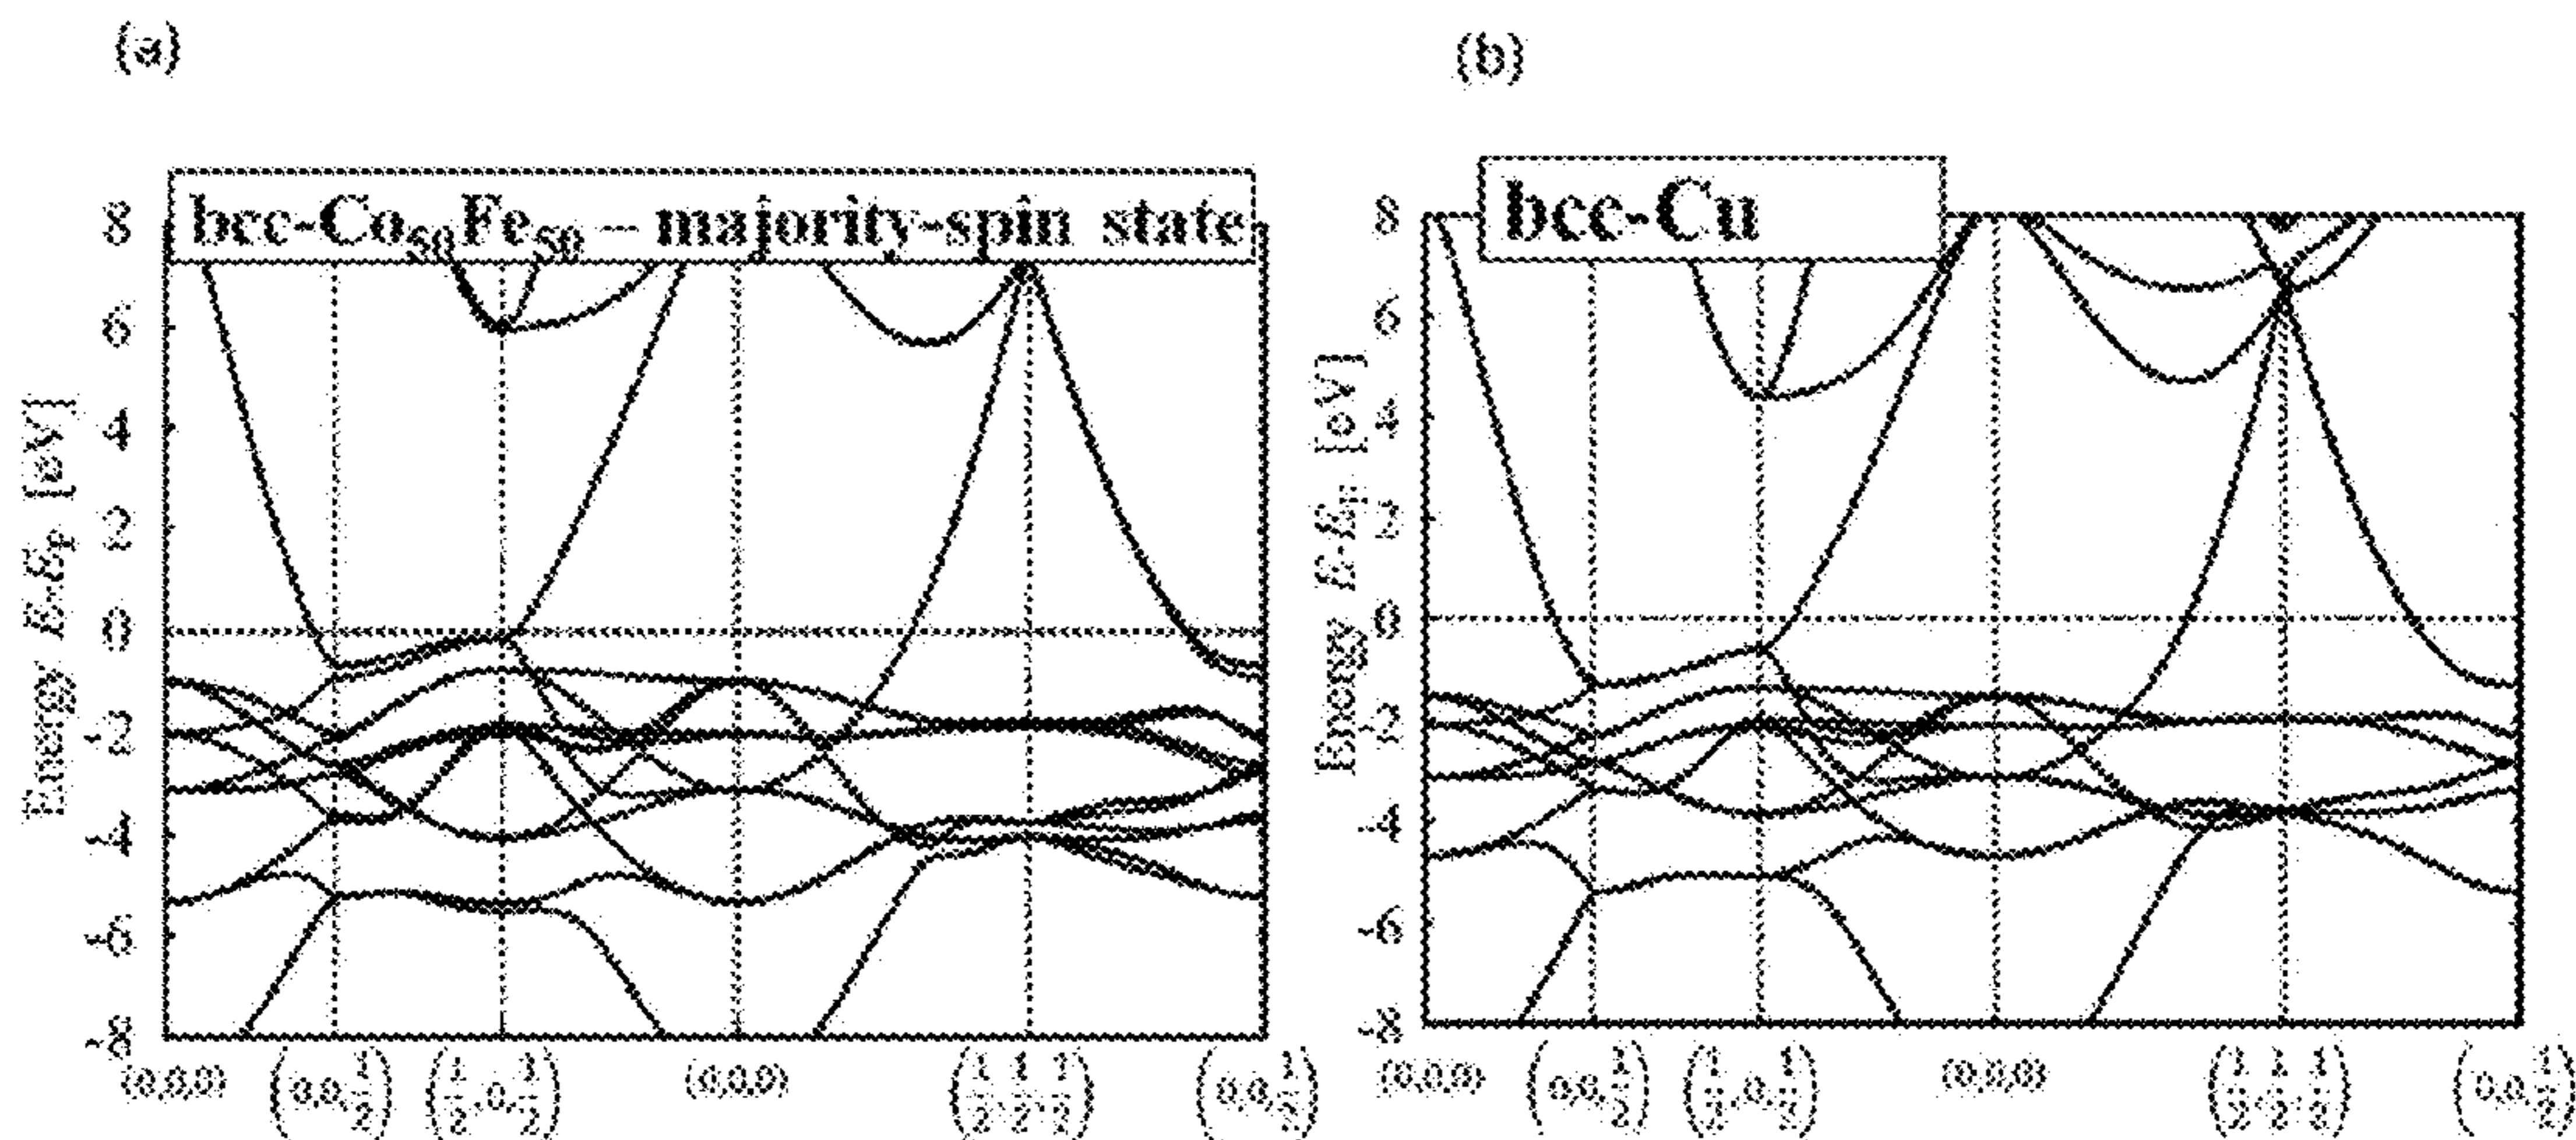 (a)
bcc-Co50Fe50 – majority-spin state
8
6
4
2
0
-2
-4
-6
-8
Energy E-EF [eV]
(0,0,0) (0,0,1/2) (1/2,0,1/2) (0,0,0) (1/2,1/2,1/2) (0,0,1/2)
(b)
bcc-Cu
8
6
4
2
0
-2
-4
-6
-8
Energy E-EF [eV]
(0,0,0) (0,0,1/2) (1/2,0,1/2) (0,0,0) (1/2,1/2,1/2) (0,0,1/2)